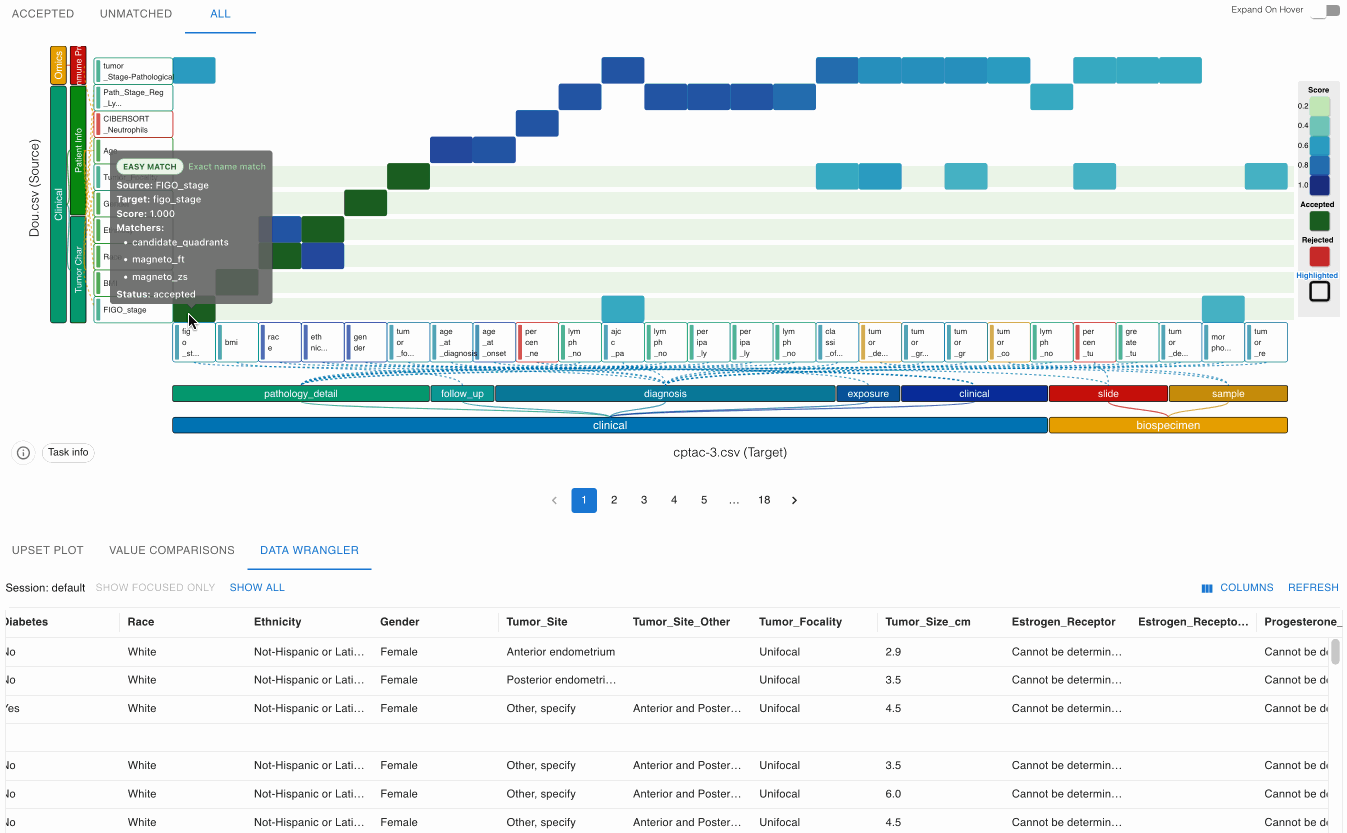 ACCEPTED
UNMATCHED
ALL
Expand On Hover
Dou.csv (Source)
Omics
Clinical
Patient Info
Tumor Char
tumor
_Stage-Pathological
Path_Stage_Reg
_Ly...
CIBERSORT
_Neutrophils
FIGO_stage
EASY MATCH Exact name match
Source: FIGO_stage
Target: figo_stage
Score: 1.000
Matchers:
• candidate_quadrants
• magneto_ft
• magneto_zs
Status: accepted
Score
0.2
0.4
0.6
0.8
1.0
Accepted
Rejected
Highlighted
fig
o
_st...
bmi
rac
e
eth
nic...
gen
der
tum
or
_fo...
age
_at
_diagnosis
age
_at
_onset
per
cen
_ne
lym
ph
_no
ajc
c
_pa
lym
ph
_no
per
ipa
_ly
per
ipa
_ly
lym
ph
_no
cla
ssi
_of...
tum
or
_de...
tum
or
_gr...
tum
or
_gr
tum
or
_co
lym
ph
_no
per
cen
_tu
gre
ate
_tu
tum
or
_de...
mor
pho...
tum
or
_re
pathology_detail
follow_up
diagnosis
exposure
clinical
slide
sample
clinical
biospecimen
Task info
cptac-3.csv (Target)
1 2 3 4 5 ... 18
UPSET PLOT
VALUE COMPARISONS
DATA WRANGLER
Session: default SHOW FOCUSED ONLY SHOW ALL
COLUMNS REFRESH
Diabetes Race Ethnicity Gender Tumor_Site Tumor_Site_Other Tumor_Focality Tumor_Size_cm Estrogen_Receptor Estrogen_Recepto... Progesterone_
No White Not-Hispanic or Lati... Female Anterior endometrium Unifocal 2.9 Cannot be determin... Cannot be de
No White Not-Hispanic or Lati... Female Posterior endometri... Unifocal 3.5 Cannot be determin... Cannot be de
Yes White Not-Hispanic or Lati... Female Other, specify Anterior and Poster... Unifocal 4.5 Cannot be determin... Cannot be de
No White Not-Hispanic or Lati... Female Other, specify Anterior and Poster... Unifocal 3.5 Cannot be determin... Cannot be de
No White Not-Hispanic or Lati... Female Other, specify Anterior and Poster... Unifocal 6.0 Cannot be determin... Cannot be de
No White Not-Hispanic or Lati... Female Other, specify Anterior and Poster... Unifocal 4.5 Cannot be determin... Cannot be de